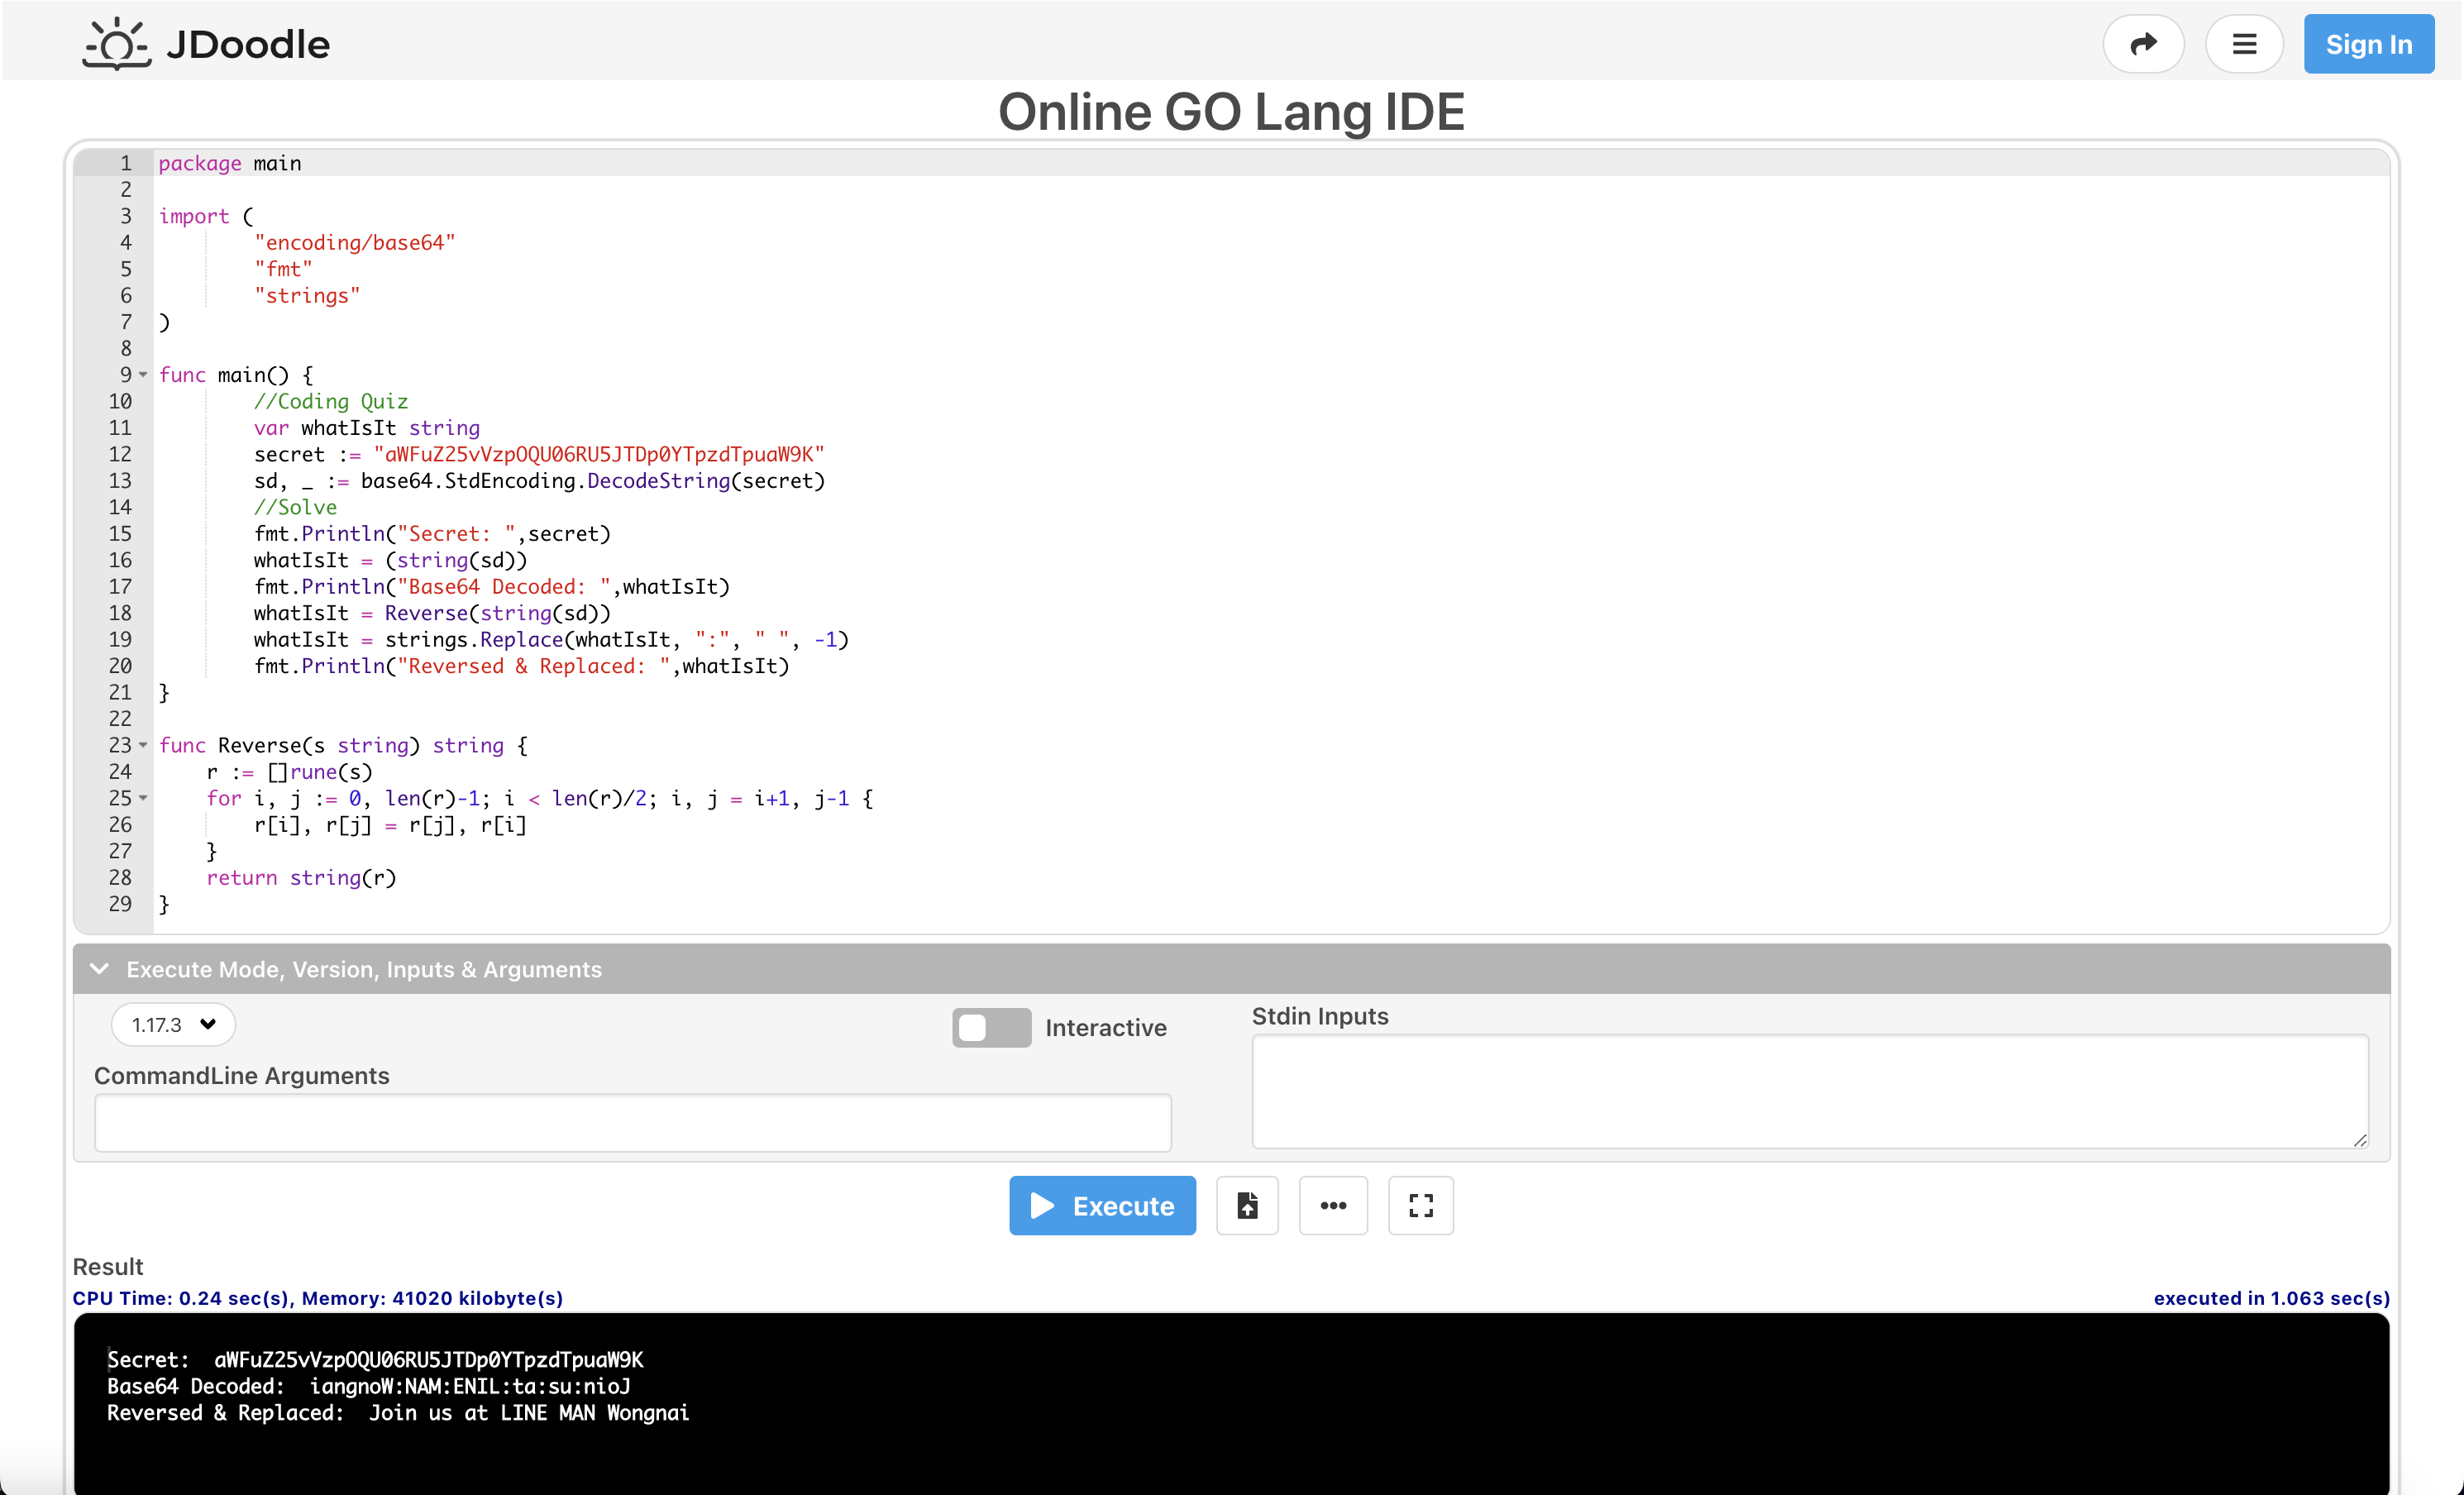 JDoodle
Sign In
Online GO Lang IDE
1 package main
2
3 import (
4 "encoding/base64"
5 "fmt"
6 "strings"
7 )
8
9 func main() {
10 //Coding Quiz
11 var whatIsIt string
12 secret := "aWFuZ25vVzpOQU06RU5JTDp0YTpzdTpuaW9K"
13 sd, _ := base64.StdEncoding.DecodeString(secret)
14 //Solve
15 fmt.Println("Secret: ",secret)
16 whatIsIt = (string(sd))
17 fmt.Println("Base64 Decoded: ",whatIsIt)
18 whatIsIt = Reverse(string(sd))
19 whatIsIt = strings.Replace(whatIsIt, ":", " ", -1)
20 fmt.Println("Reversed & Replaced: ",whatIsIt)
21 }
22
23 func Reverse(s string) string {
24 r := []rune(s)
25 for i, j := 0, len(r)-1; i < len(r)/2; i, j = i+1, j-1 {
26 r[i], r[j] = r[j], r[i]
27 }
28 return string(r)
29 }
Execute Mode, Version, Inputs & Arguments
1.17.3
Interactive
Stdin Inputs
CommandLine Arguments
Execute
Result
CPU Time: 0.24 sec(s), Memory: 41020 kilobyte(s)
executed in 1.063 sec(s)
Secret:  aWFuZ25vVzpOQU06RU5JTDp0YTpzdTpuaW9K
Base64 Decoded:  iangnoW:NAM:ENIL:ta:su:nioJ
Reversed & Replaced:  Join us at LINE MAN Wongnai